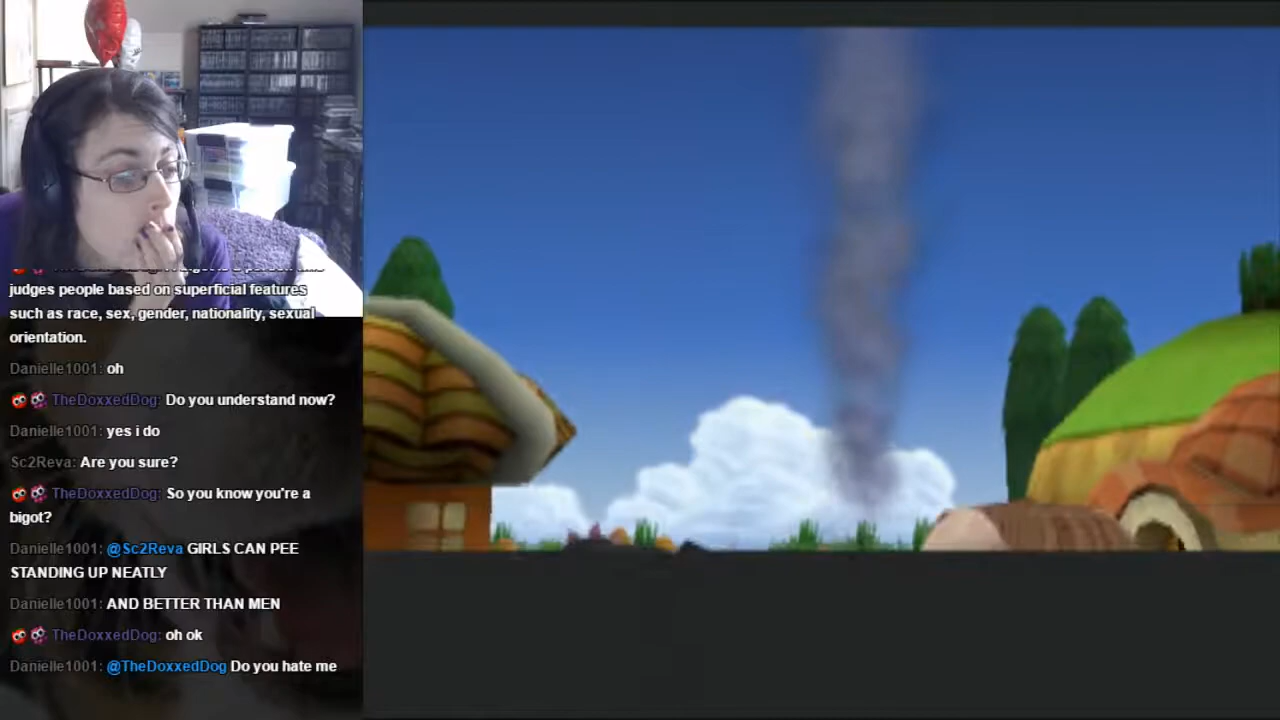 judges people based on superficial features
such as race, sex, gender, nationality, sexual
orientation.
Danielle1001: oh
TheDoxxedDog: Do you understand now?
Danielle1001: yes i do
Sc2Reva: Are you sure?
TheDoxxedDog: So you know you're a
bigot?
Danielle1001: @Sc2Reva GIRLS CAN PEE
STANDING UP NEATLY
Danielle1001: AND BETTER THAN MEN
TheDoxxedDog: oh ok
Danielle1001: @TheDoxxedDog Do you hate me